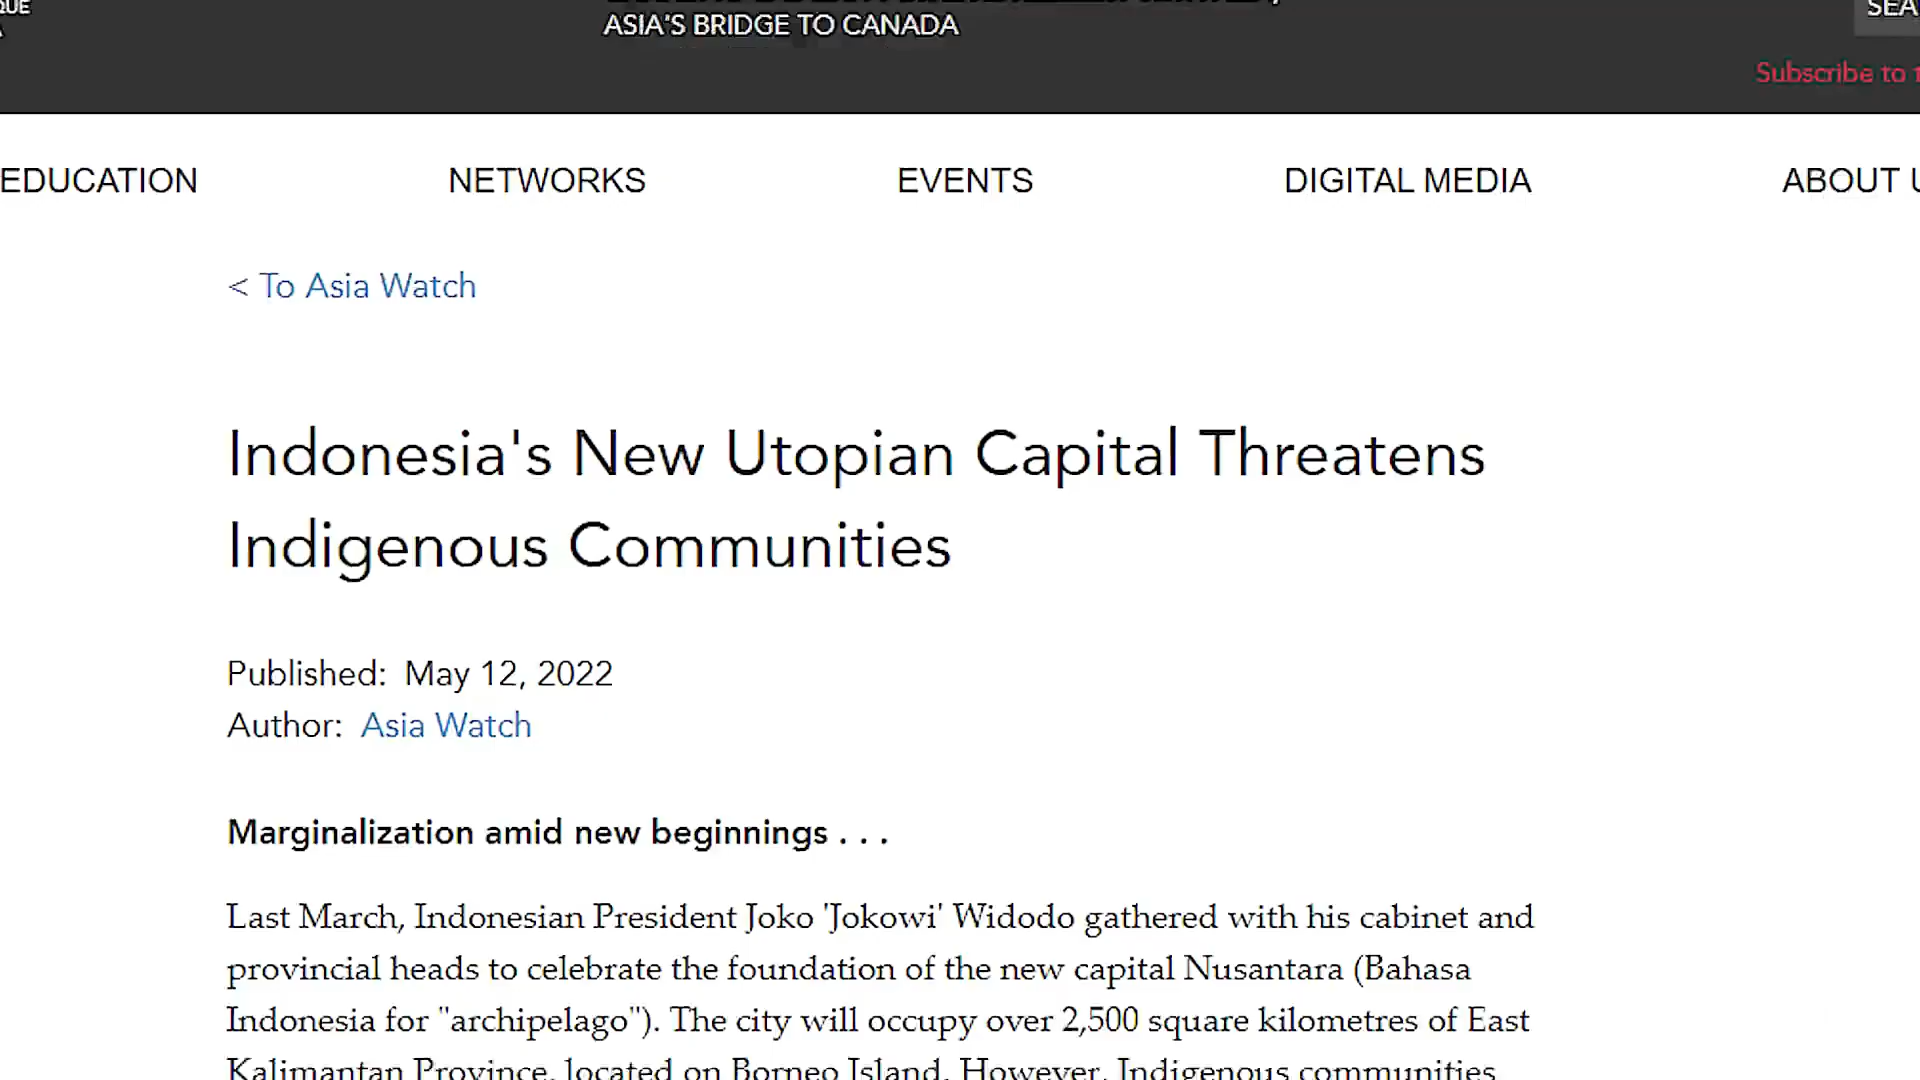 ASIA'S BRIDGE TO CANADA
Subscribe to
EDUCATION NETWORKS EVENTS DIGITAL MEDIA ABOUT
< To Asia Watch
Indonesia's New Utopian Capital Threatens
Indigenous Communities
Published: May 12, 2022
Author: Asia Watch
Marginalization amid new beginnings . . .
Last March, Indonesian President Joko 'Jokowi' Widodo gathered with his cabinet and
provincial heads to celebrate the foundation of the new capital Nusantara (Bahasa
Indonesia for "archipelago"). The city will occupy over 2,500 square kilometres of East
Kalimantan Province, located on Borneo Island. However, Indigenous communities